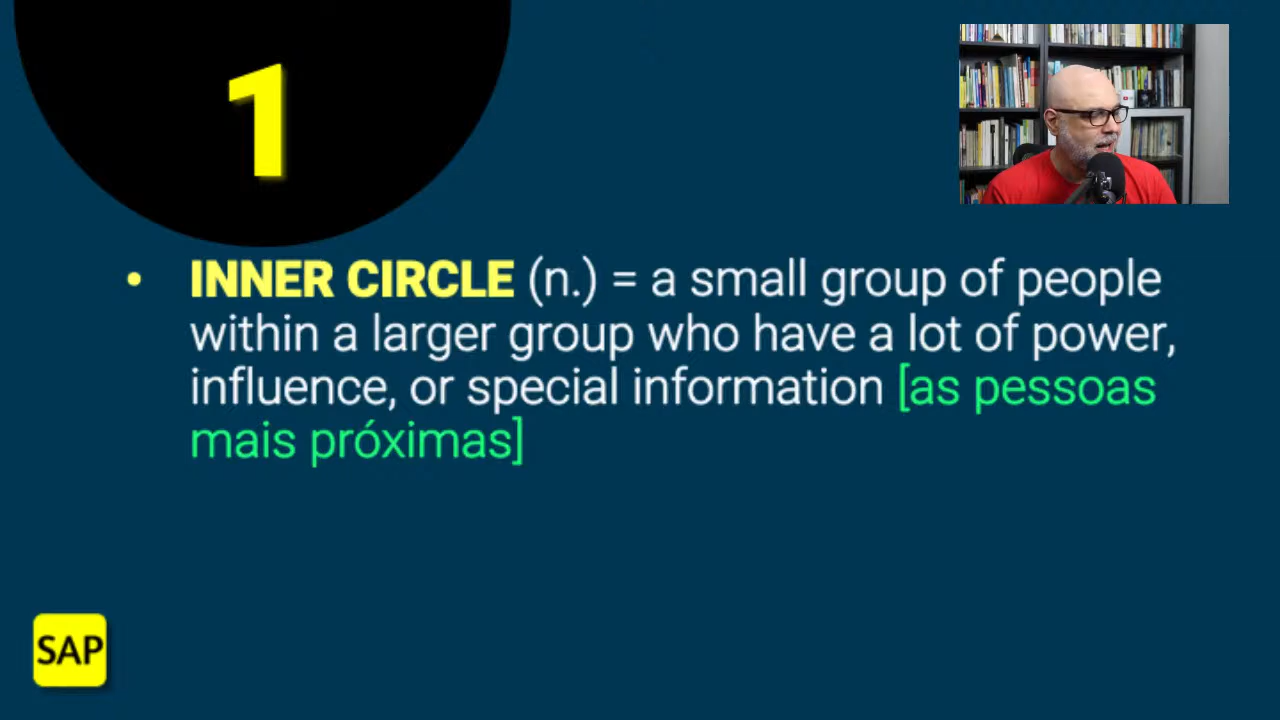 1
• INNER CIRCLE (n.) = a small group of people
within a larger group who have a lot of power,
influence, or special information [as pessoas
mais próximas]
SAP